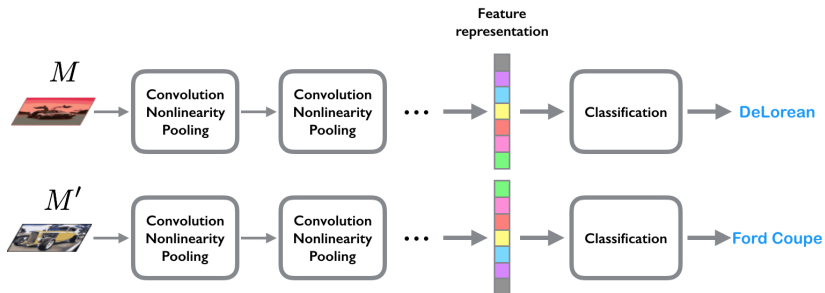 Feature
representation
M
Convolution
Nonlinearity
Pooling
Convolution
Nonlinearity
Pooling
...
Classification
DeLorean
M′
Convolution
Nonlinearity
Pooling
Convolution
Nonlinearity
Pooling
...
Classification
Ford Coupe